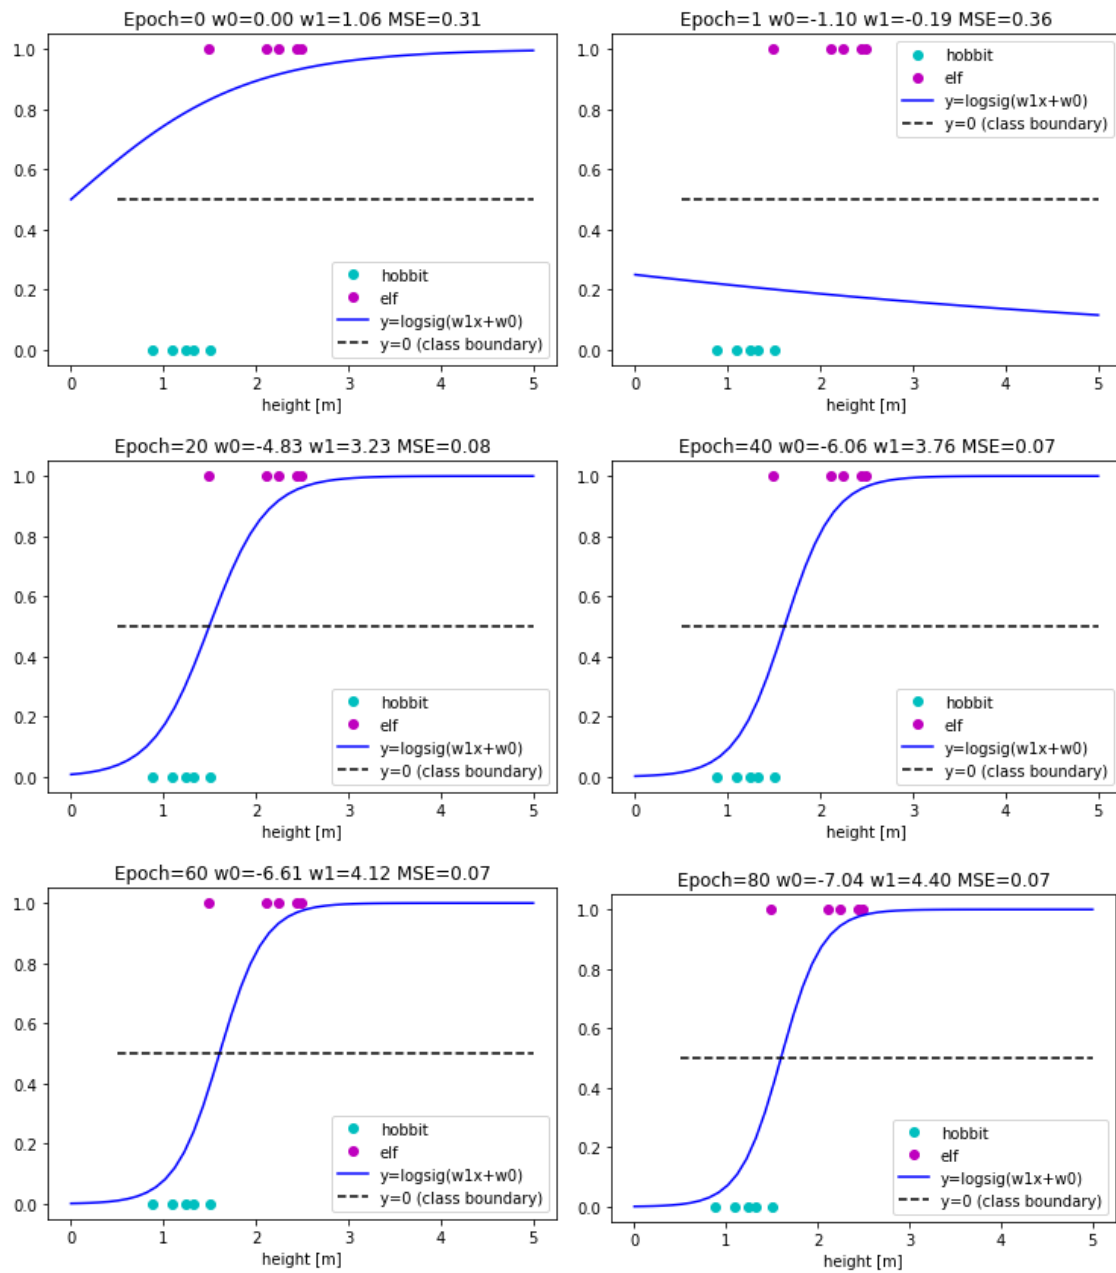 Epoch=0 w0=0.00 w1=1.06 MSE=0.31
1.0
0.8
0.6
0.4
0.2
0.0
hobbit
elf
y=logsig(w1x+w0)
y=0 (class boundary)
0 1 2 3 4 5
height [m]
Epoch=1 w0=-1.10 w1=-0.19 MSE=0.36
1.0
0.8
0.6
0.4
0.2
0.0
hobbit
elf
y=logsig(w1x+w0)
y=0 (class boundary)
0 1 2 3 4 5
height [m]
Epoch=20 w0=-4.83 w1=3.23 MSE=0.08
1.0
0.8
0.6
0.4
0.2
0.0
hobbit
elf
y=logsig(w1x+w0)
y=0 (class boundary)
0 1 2 3 4 5
height [m]
Epoch=40 w0=-6.06 w1=3.76 MSE=0.07
1.0
0.8
0.6
0.4
0.2
0.0
hobbit
elf
y=logsig(w1x+w0)
y=0 (class boundary)
0 1 2 3 4 5
height [m]
Epoch=60 w0=-6.61 w1=4.12 MSE=0.07
1.0
0.8
0.6
0.4
0.2
0.0
hobbit
elf
y=logsig(w1x+w0)
y=0 (class boundary)
0 1 2 3 4 5
height [m]
Epoch=80 w0=-7.04 w1=4.40 MSE=0.07
1.0
0.8
0.6
0.4
0.2
0.0
hobbit
elf
y=logsig(w1x+w0)
y=0 (class boundary)
0 1 2 3 4 5
height [m]